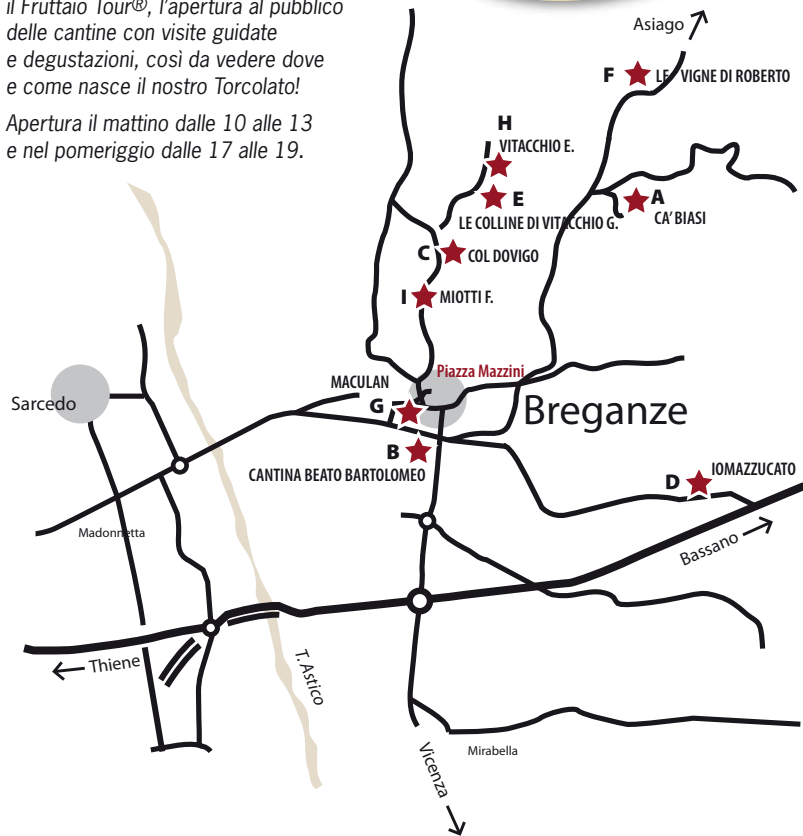 il Fruttaio Tour®, l'apertura al pubblico
delle cantine con visite guidate
e degustazioni, così da vedere dove
e come nasce il nostro Torcolato!
Apertura il mattino dalle 10 alle 13
e nel pomeriggio dalle 17 alle 19.
Asiago
F LE VIGNE DI ROBERTO
H
VITACCHIO E.
E
LE COLLINE DI VITACCHIO G.
A
CA' BIASI
C COL DOVIGO
I MIOTTI F.
Piazza Mazzini
MACULAN
G
Sarcedo
Breganze
B
CANTINA BEATO BARTOLOMEO
IOMAZZUCATO
D
Madonnetta
Bassano
Thiene
T. Astico
Vicenza
Mirabella